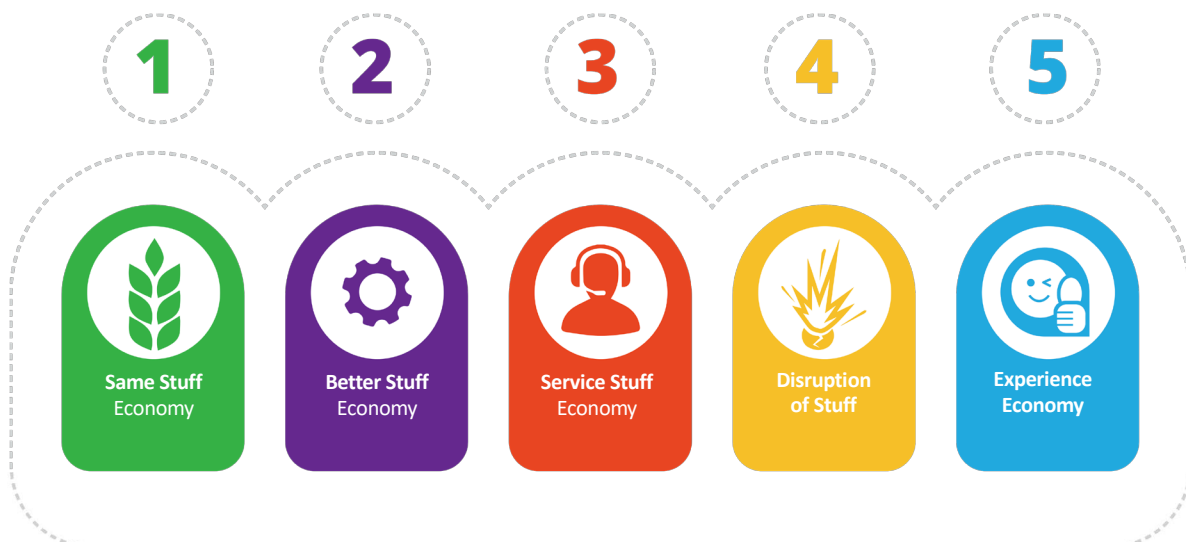 1
2
3
4
5
Same Stuff
Economy
Better Stuff
Economy
Service Stuff
Economy
Disruption
of Stuff
Experience
Economy